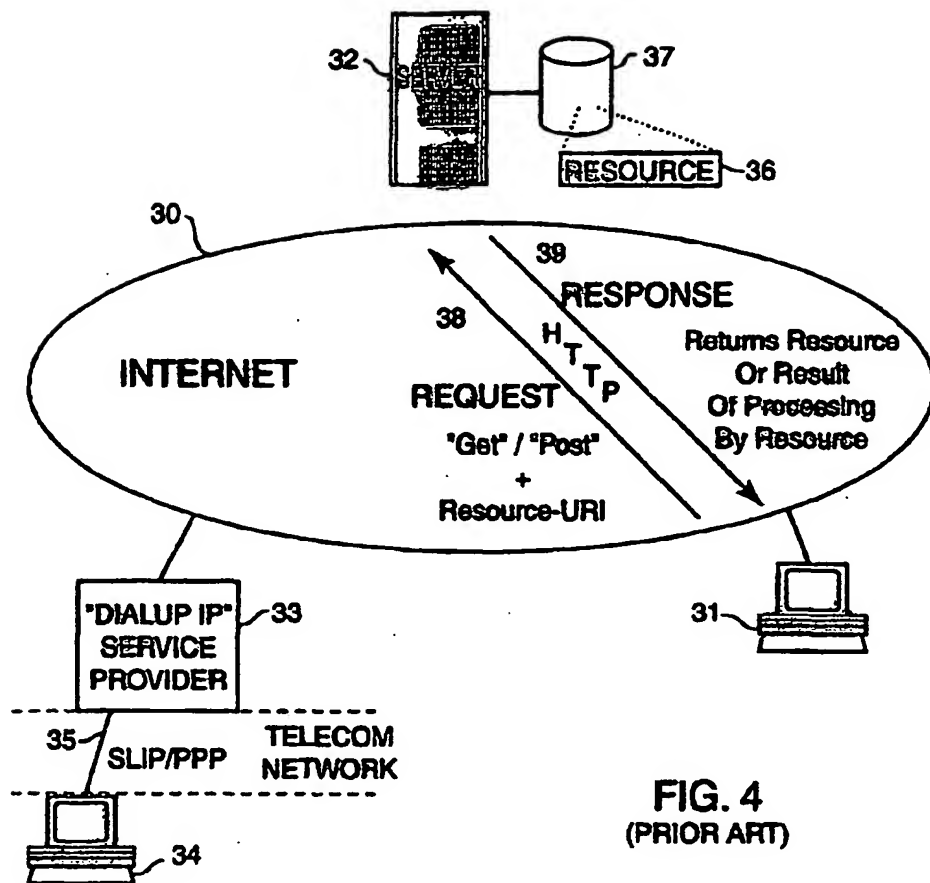 32
SERVER
37
RESOURCE
36
30
39
RESPONSE
38
HTTP
Returns Resource
Or Result
Of Processing
By Resource
INTERNET
REQUEST
"Get" / "Post"
+
Resource-URI
"DIALUP IP"
SERVICE
PROVIDER
33
31
35
SLIP/PPP
TELECOM
NETWORK
34
FIG. 4
(PRIOR ART)